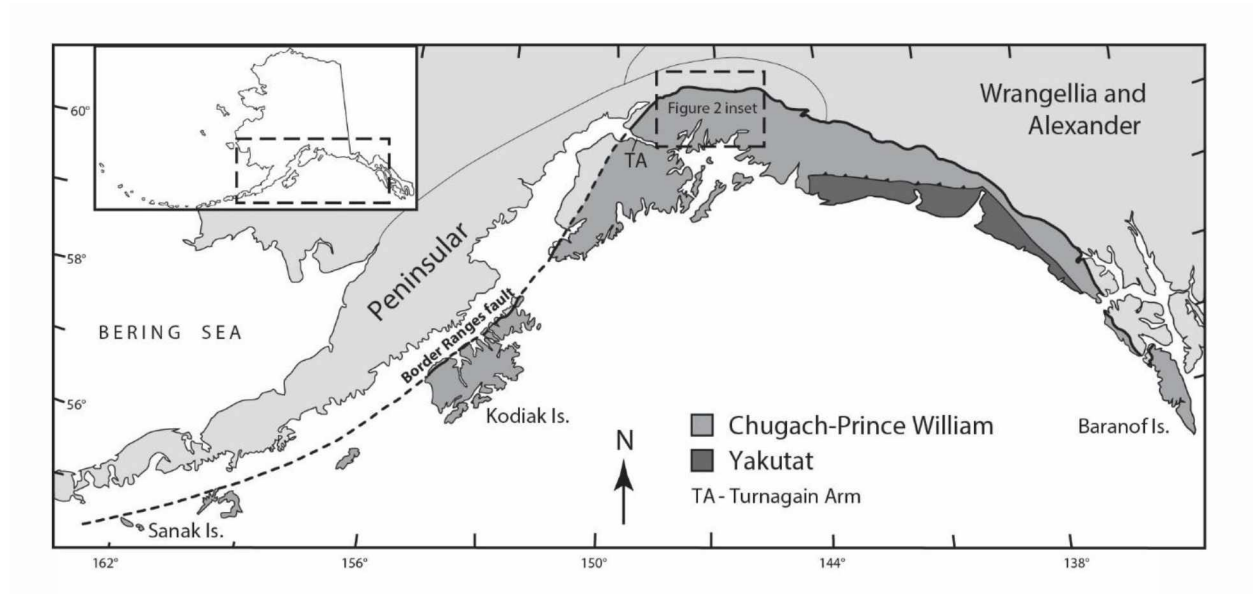 60°
58°
56°
Figure 2 inset
TA
Wrangellia and
Alexander
Peninsular
BERING SEA
Border Ranges fault
Kodiak Is.
Sanak Is.
N
Chugach-Prince William
Yakutat
TA - Turnagain Arm
Baranof Is.
162°
156°
150°
144°
138°